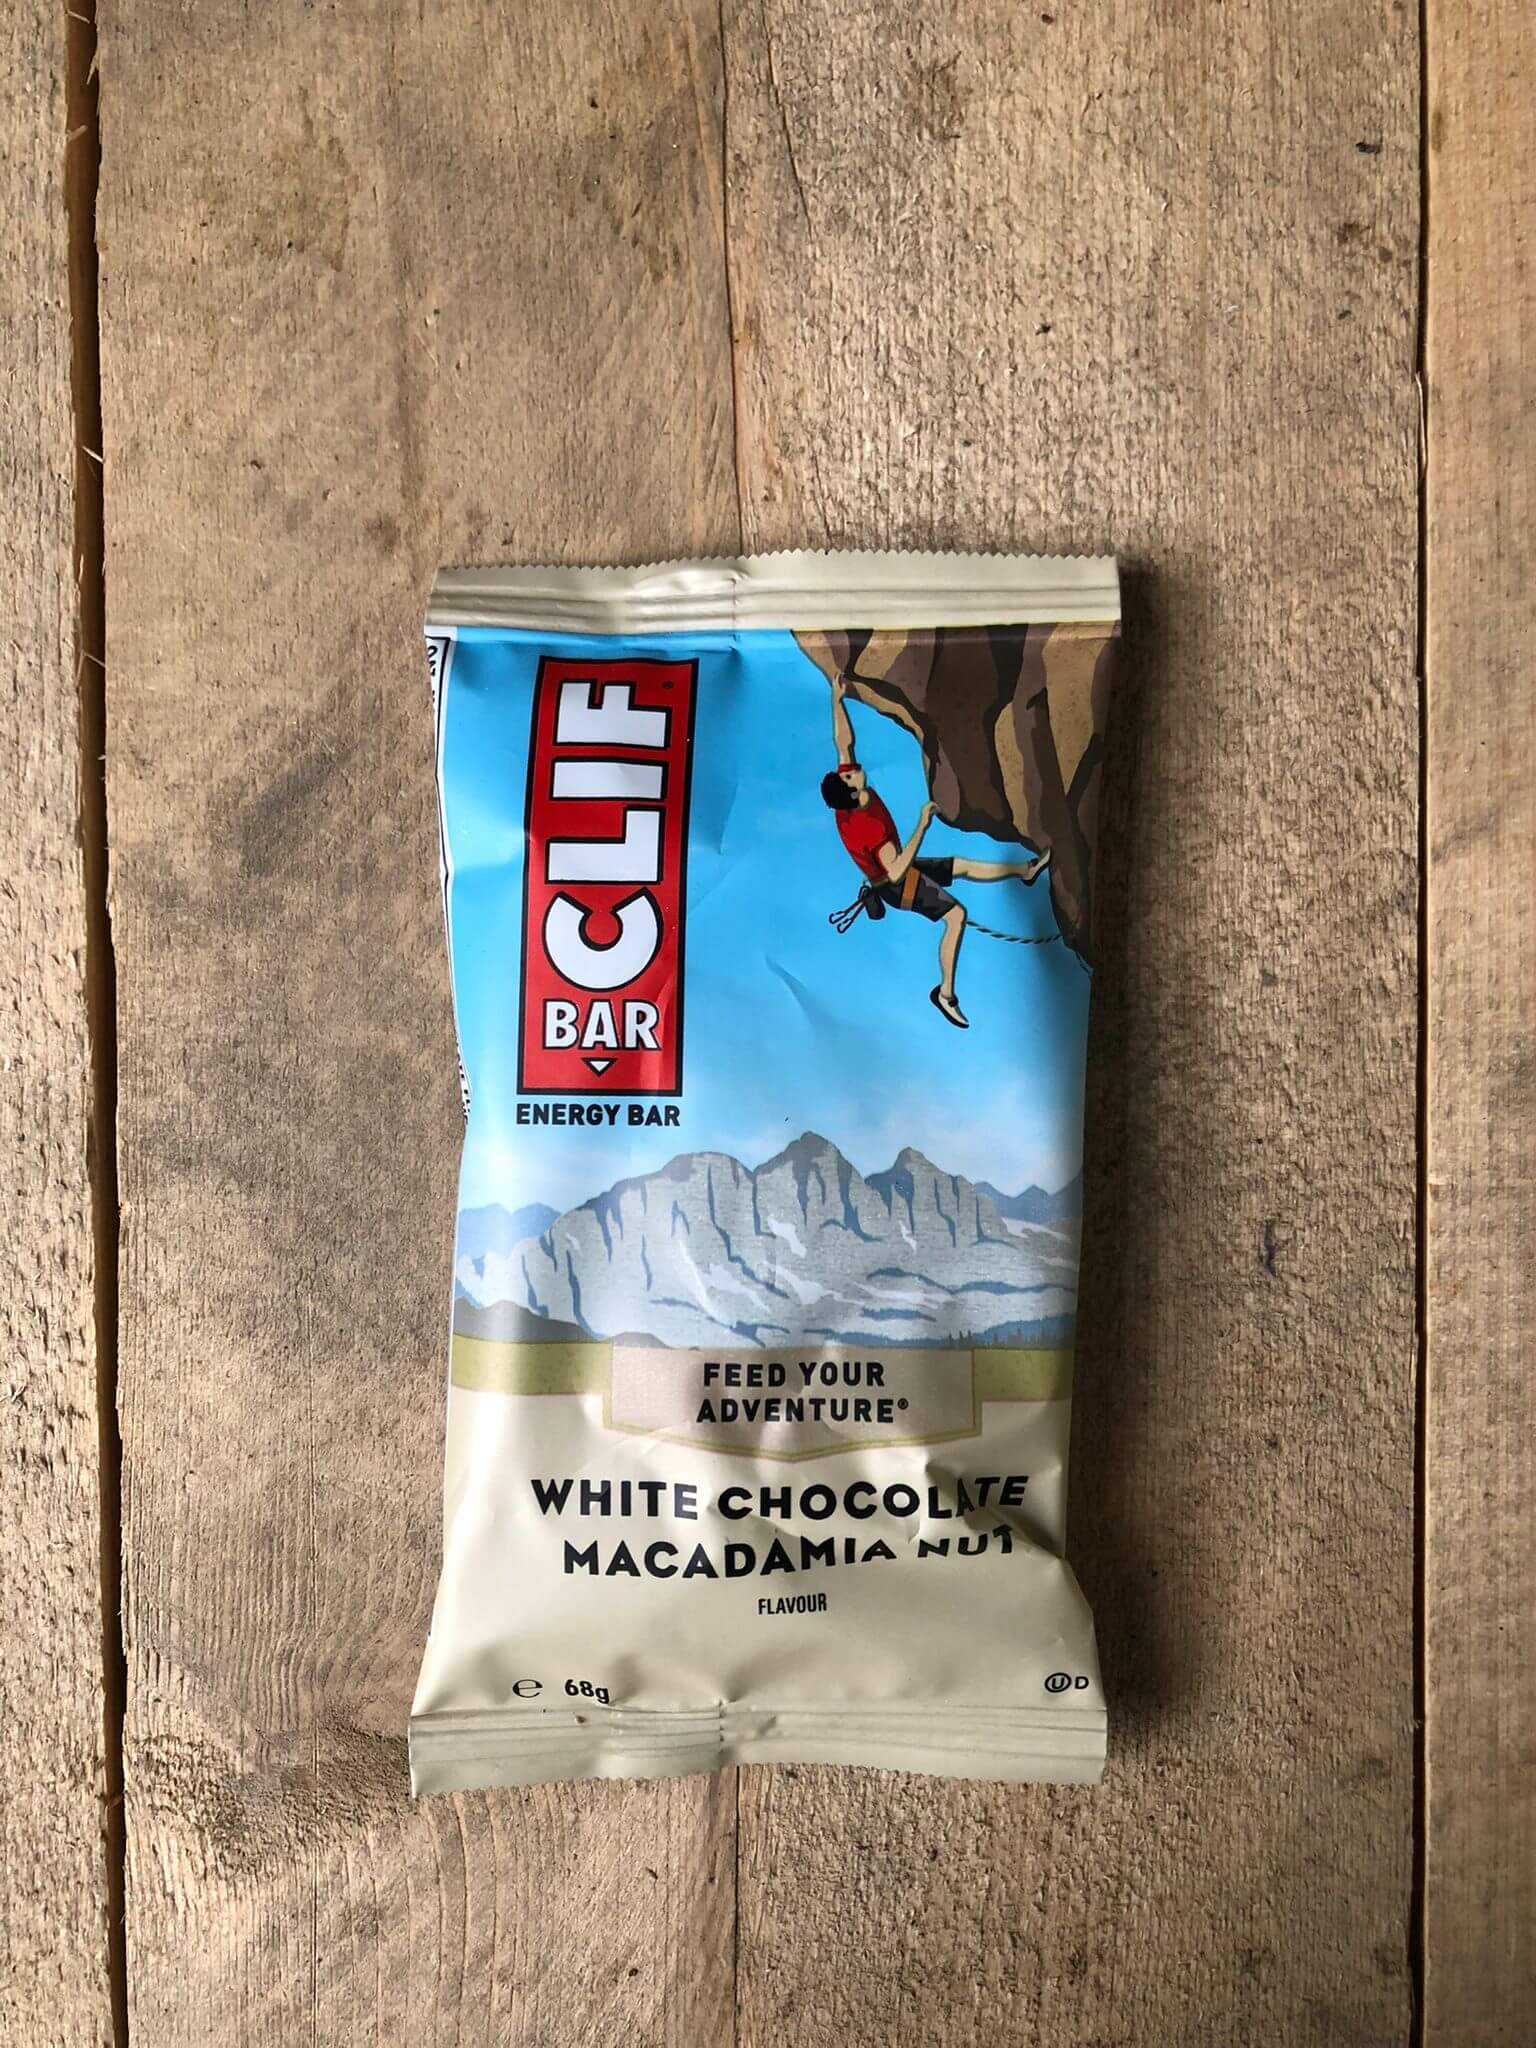 CLIF®
BAR
ENERGY BAR
FEED YOUR
ADVENTURE®
WHITE CHOCOLATE
MACADAMIA NUT
FLAVOUR
℮ 68g
Ⓤ D